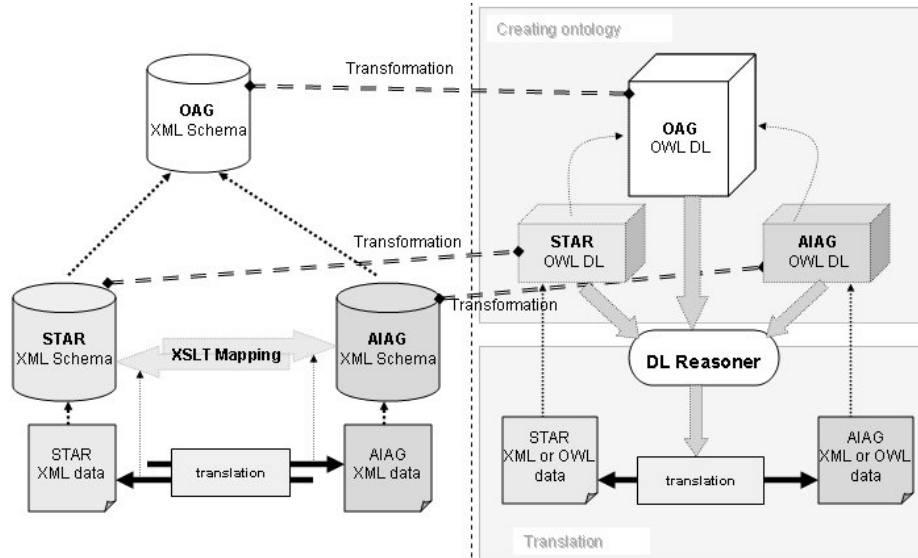 Creating ontology
Transformation
OAG
XML Schema
OAG
OWL DL
Transformation
STAR
OWL DL
AIAG
OWL DL
Transformation
STAR
XML Schema
XSLT Mapping
AIAG
XML Schema
DL Reasoner
STAR
XML data
translation
AIAG
XML data
STAR
XML or OWL
data
translation
AIAG
XML or OWL
data
Translation